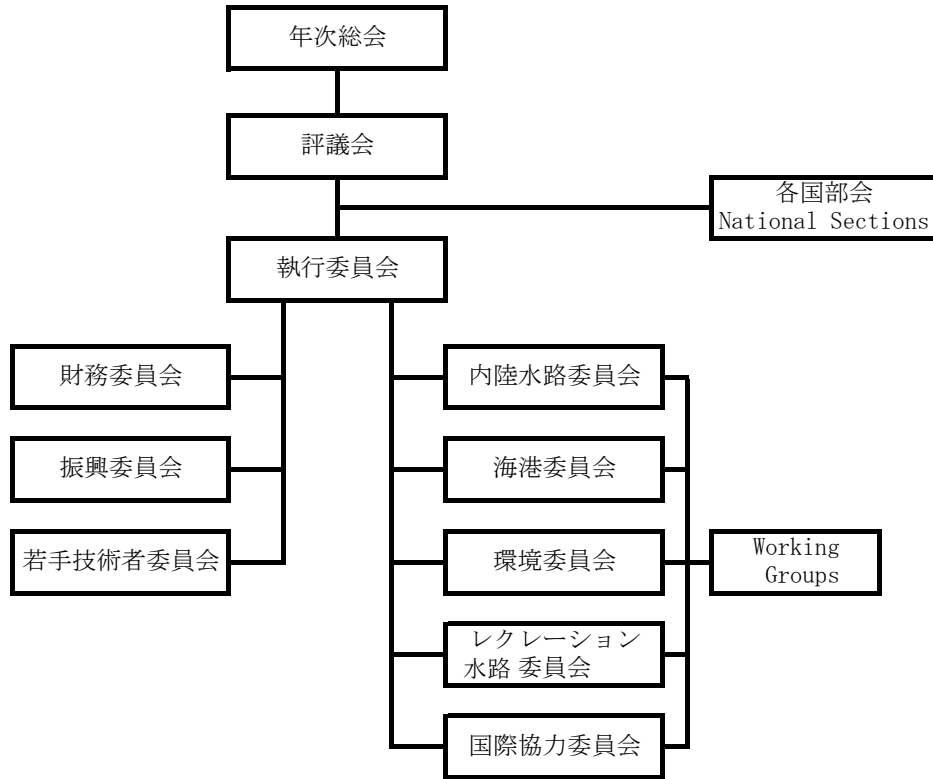 年次総会
評議会
各国部会
National Sections
執行委員会
財務委員会
内陸水路委員会
振興委員会
海港委員会
若手技術者委員会
環境委員会
Working
Groups
レクレーション
水路 委員会
国際協力委員会